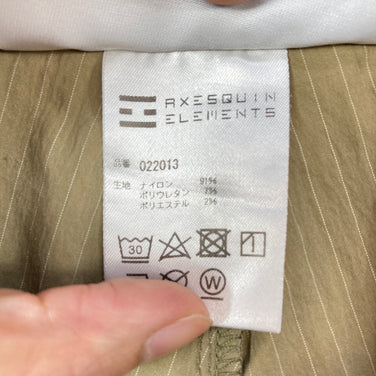 AXESQUIN
ELEMENTS
品番 022013
生地 ナイロン 91%
ポリウレタン 7%
ポリエステル 2%
30
1
W